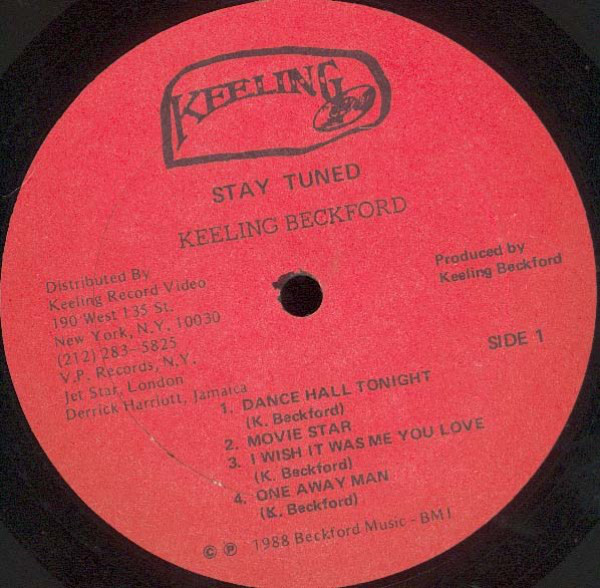 KEELING
STAY TUNED
KEELING BECKFORD
Distributed By
Keeling Record Video
190 West 135 St.
New York, N.Y. 10030
(212) 283-5825
V.P. Records, N.Y.
Jet Star, London
Derrick Harriott, Jamaica
Produced by
Keeling Beckford
SIDE 1
1. DANCE HALL TONIGHT
(K. Beckford)
2. MOVIE STAR
3. I WISH IT WAS ME YOU LOVE
(K. Beckford)
4. ONE AWAY MAN
(K. Beckford)
© ℗ 1988 Beckford Music - BMI